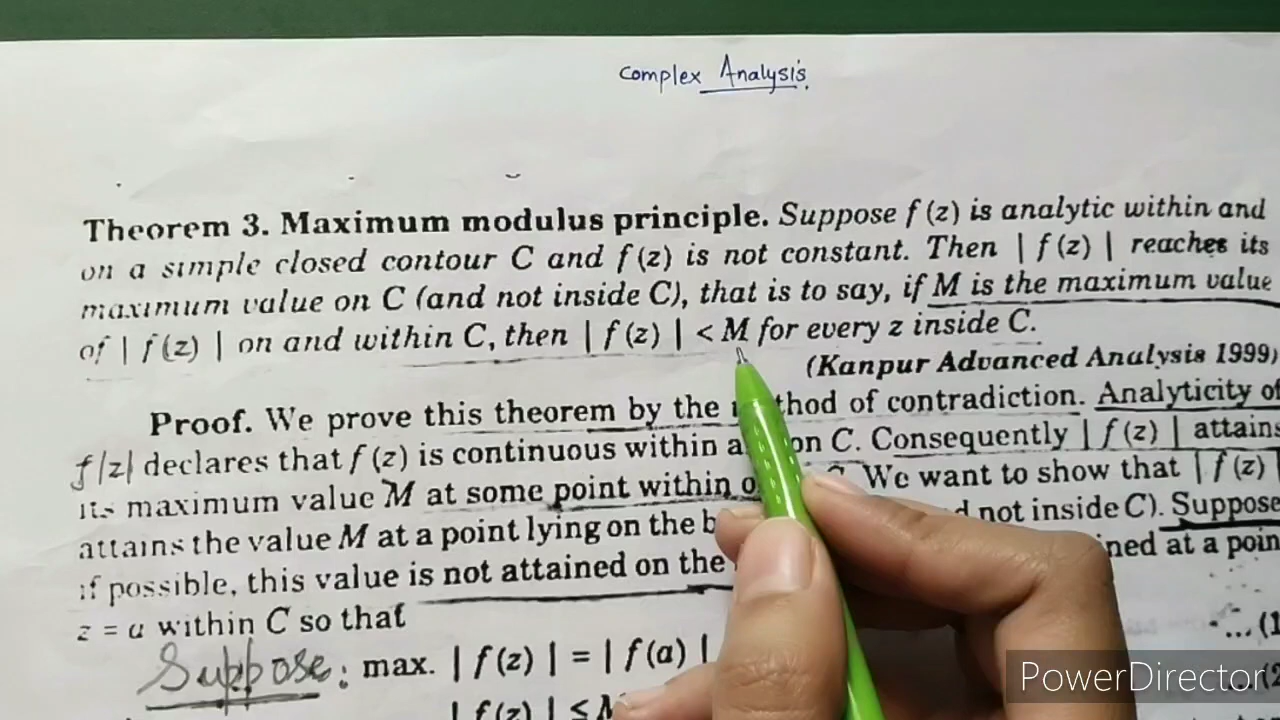 Complex Analysis.
Theorem 3. Maximum modulus principle. Suppose f (z) is analytic within and
on a simple closed contour C and f (z) is not constant. Then | f (z) | reaches its
maximum value on C (and not inside C), that is to say, if M is the maximum value
of | f (z) | on and within C, then | f (z) | < M for every z inside C.
(Kanpur Advanced Analysis 1999)
Proof. We prove this theorem by the method of contradiction. Analyticity of
f|z| declares that f (z) is continuous within and on C. Consequently | f (z) | attains
its maximum value M at some point within We want to show that | f (z) |
attains the value M at a point lying on the not inside C). Suppose
if possible, this value is not attained on the at a point
z = a within C so that
Suppose: max. | f (z) | = | f (a) | ...(1
| f (z) | ≤ M ...(2
PowerDirector